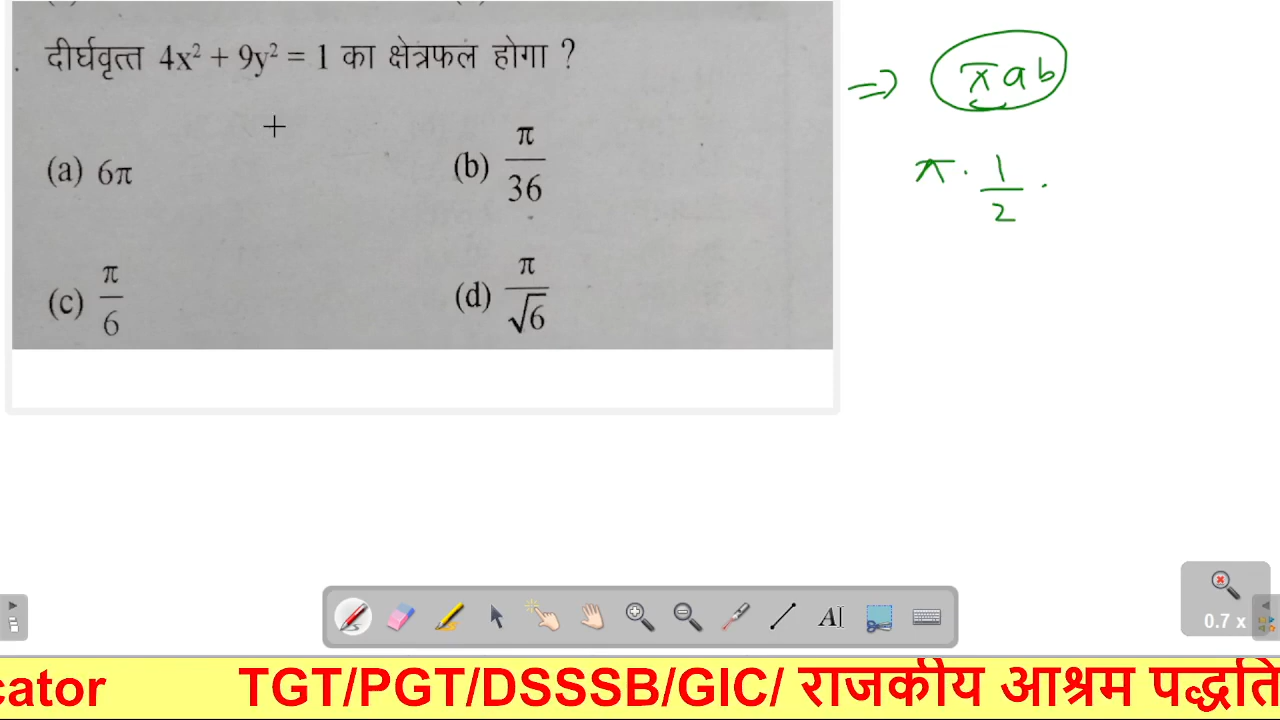 दीर्घवृत्त 4x² + 9y² = 1 का क्षेत्रफल होगा ?
(a) 6π
(b) π/36
(c) π/6
(d) π/√6
⇒ πab
π · 1/2 ·
AI
0.7 x
cator TGT/PGT/DSSSB/GIC/ राजकीय आश्रम पद्धति